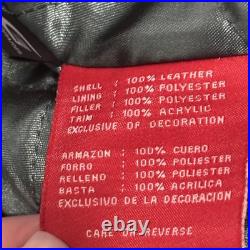 SHELL : 100% LEATHER
LINING : 100% POLYESTER
FILLER : 100% POLYESTER
TRIM : 100% ACRYLIC
EXCLUSIVE OF DECORATION
ARMAZON : 100% CUERO
FORRO : 100% POLIESTER
RELLENO : 100% POLIESTER
BASTA : 100% ACRILICA
EXCLUSIVO DE LA DECORACION
CARE ON REVERSE